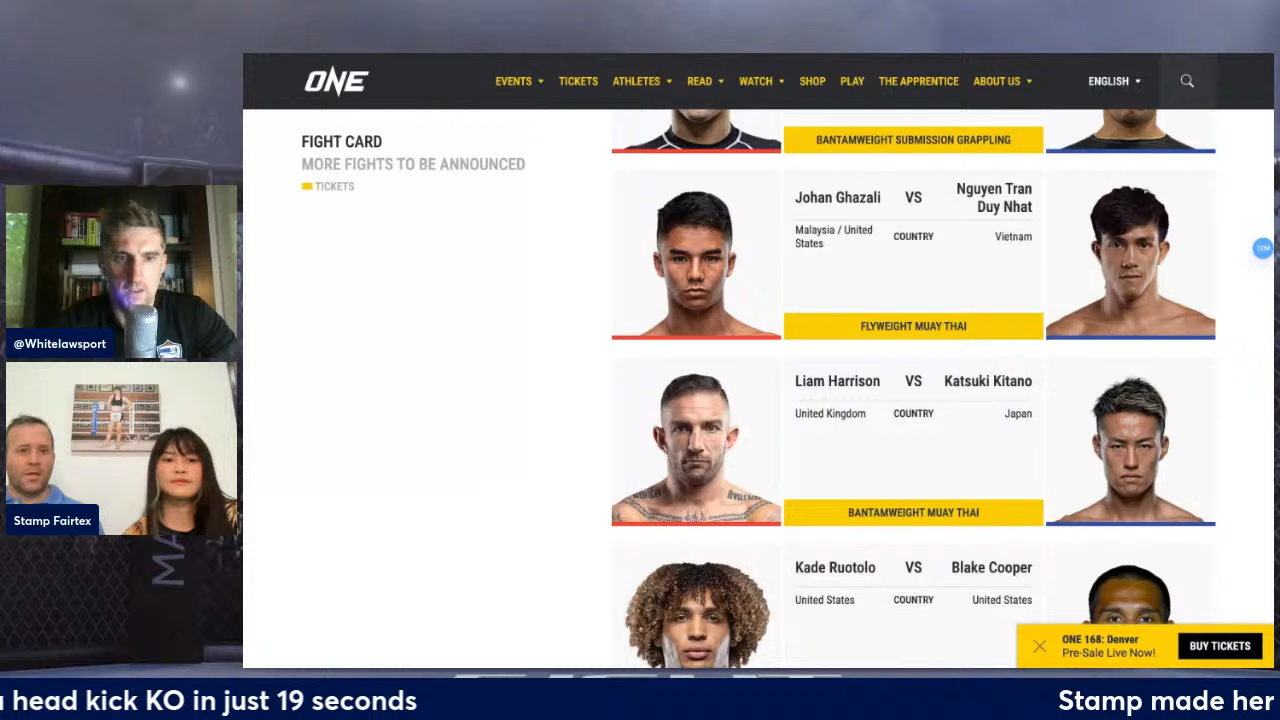 ONE
EVENTS
TICKETS
ATHLETES
READ
WATCH
SHOP
PLAY
THE APPRENTICE
ABOUT US
ENGLISH
FIGHT CARD
MORE FIGHTS TO BE ANNOUNCED
TICKETS
BANTAMWEIGHT SUBMISSION GRAPPLING
Johan Ghazali VS Nguyen Tran
Duy Nhat
Malaysia / United
States
COUNTRY
Vietnam
FLYWEIGHT MUAY THAI
Liam Harrison VS Katsuki Kitano
United Kingdom COUNTRY Japan
BANTAMWEIGHT MUAY THAI
Kade Ruotolo VS Blake Cooper
United States COUNTRY United States
ONE 168: Denver
Pre-Sale Live Now!
BUY TICKETS
12M
@Whitelawsport
Stamp Fairtex
MA
a head kick KO in just 19 seconds
Stamp made her